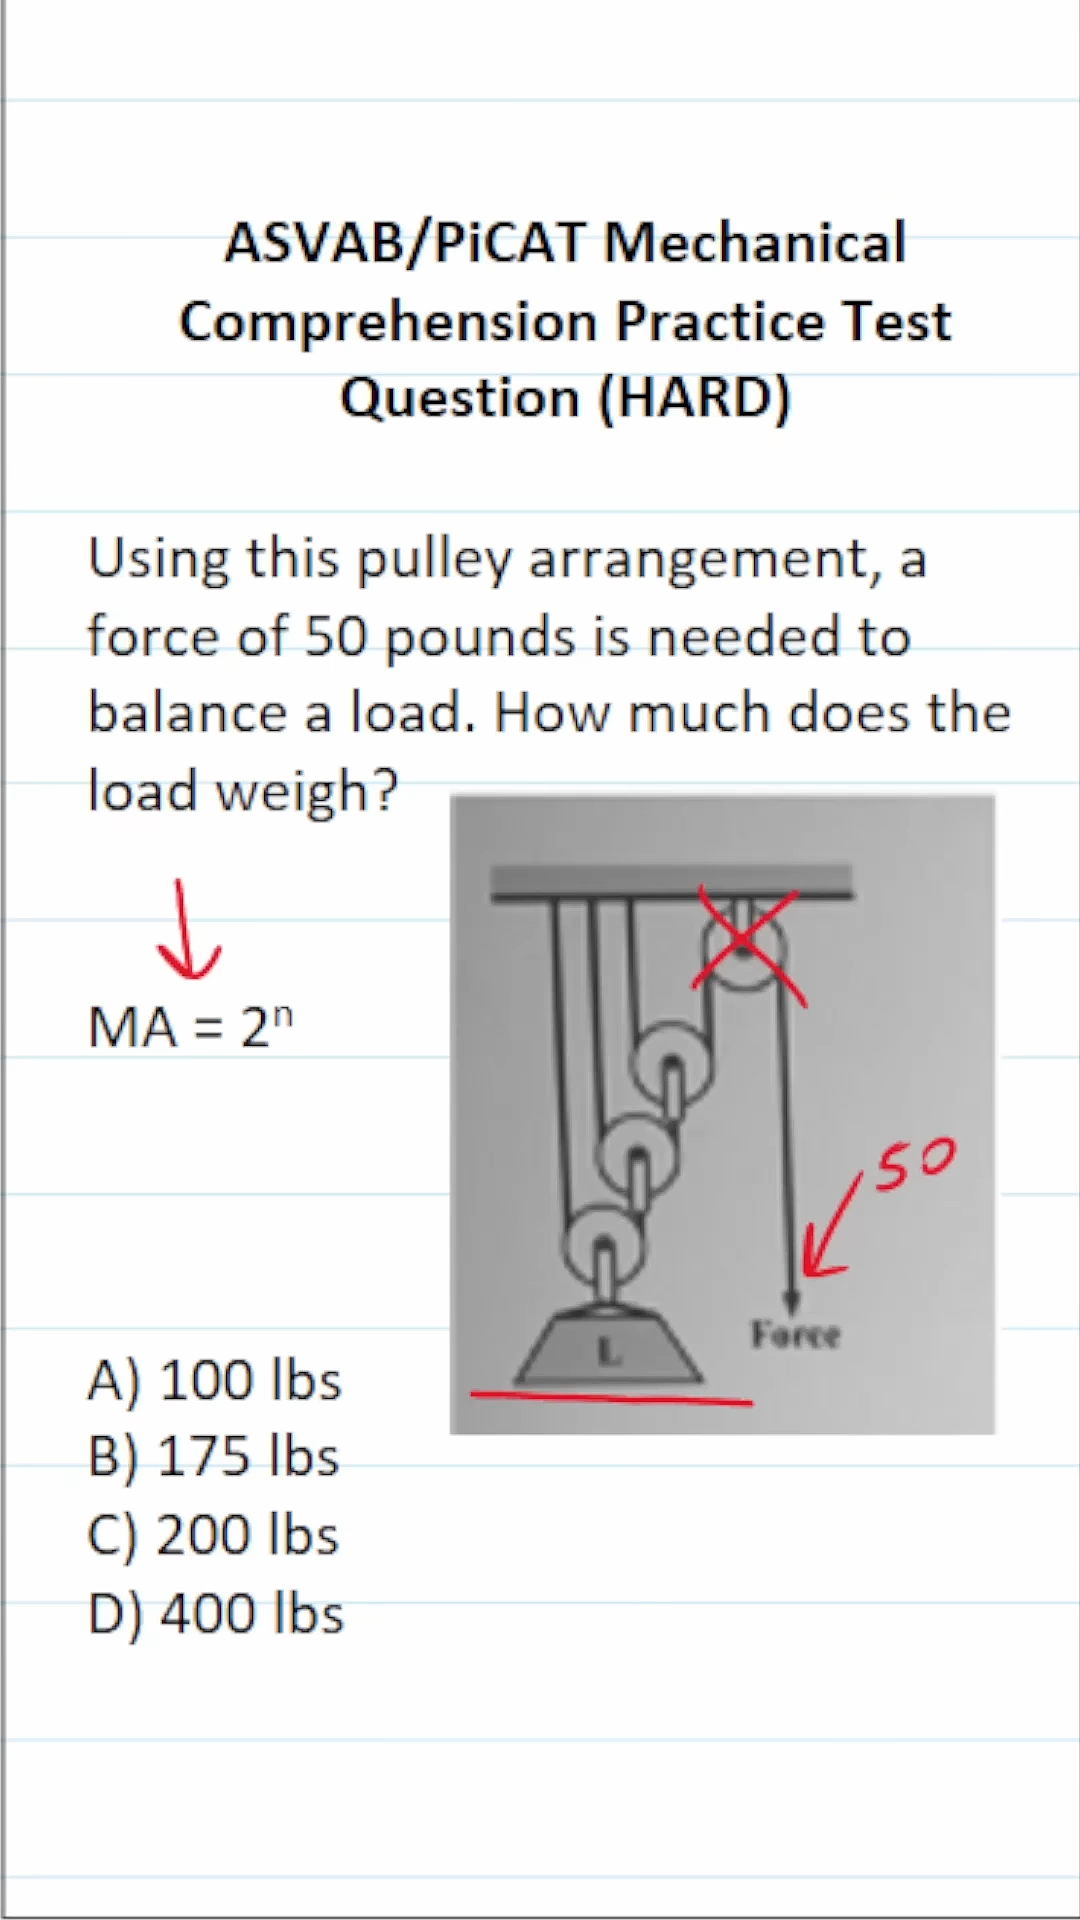 ASVAB/PiCAT Mechanical
Comprehension Practice Test
Question (HARD)
Using this pulley arrangement, a
force of 50 pounds is needed to
balance a load. How much does the
load weigh?
MA = 2ⁿ
50
Force
L
A) 100 lbs
B) 175 lbs
C) 200 lbs
D) 400 lbs